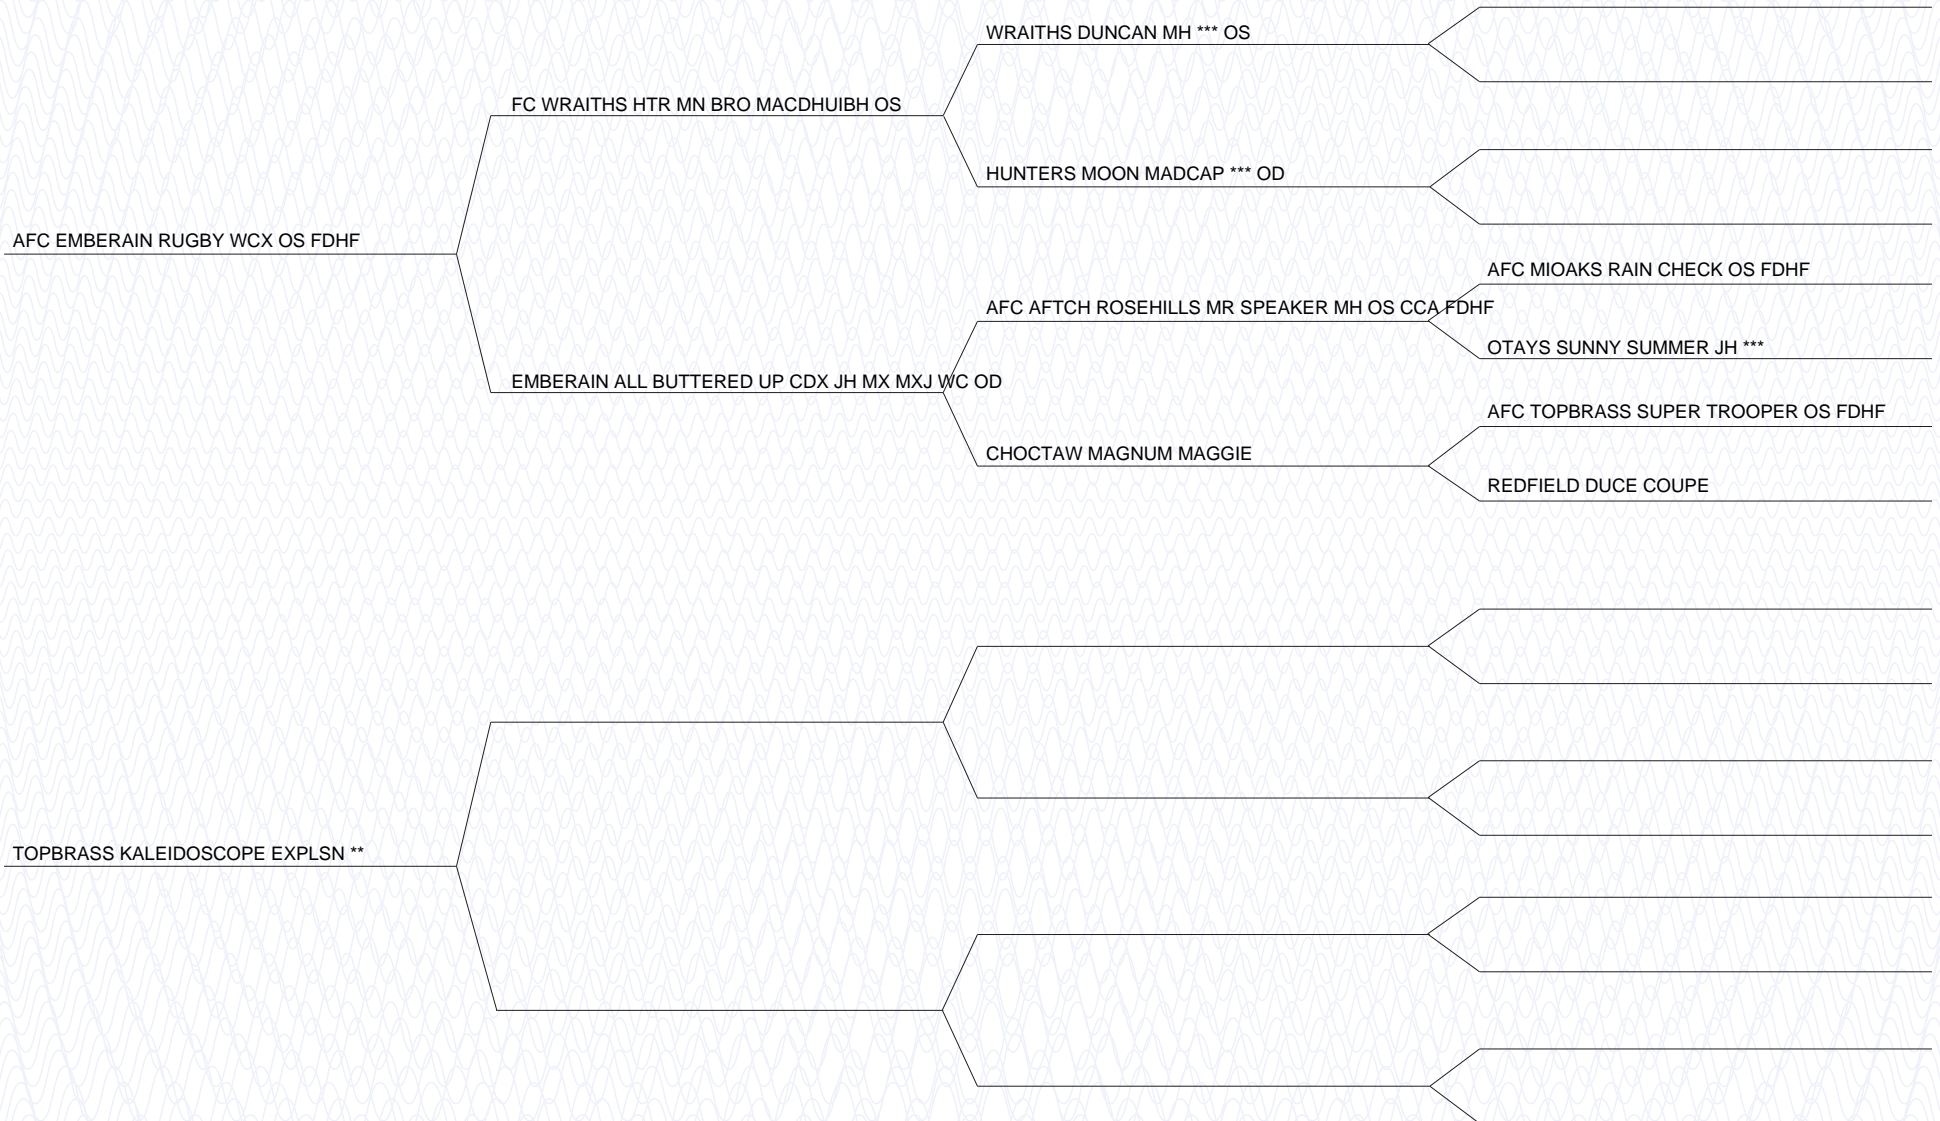 WRAITHS DUNCAN MH *** OS
FC WRAITHS HTR MN BRO MACDHUIBH OS
HUNTERS MOON MADCAP *** OD
AFC EMBERAIN RUGBY WCX OS FDHF
AFC MIOAKS RAIN CHECK OS FDHF
AFC AFTCH ROSEHILLS MR SPEAKER MH OS CCA FDHF
OTAYS SUNNY SUMMER JH ***
EMBERAIN ALL BUTTERED UP CDX JH MX MXJ WC OD
AFC TOPBRASS SUPER TROOPER OS FDHF
CHOCTAW MAGNUM MAGGIE
REDFIELD DUCE COUPE
TOPBRASS KALEIDOSCOPE EXPLSN **